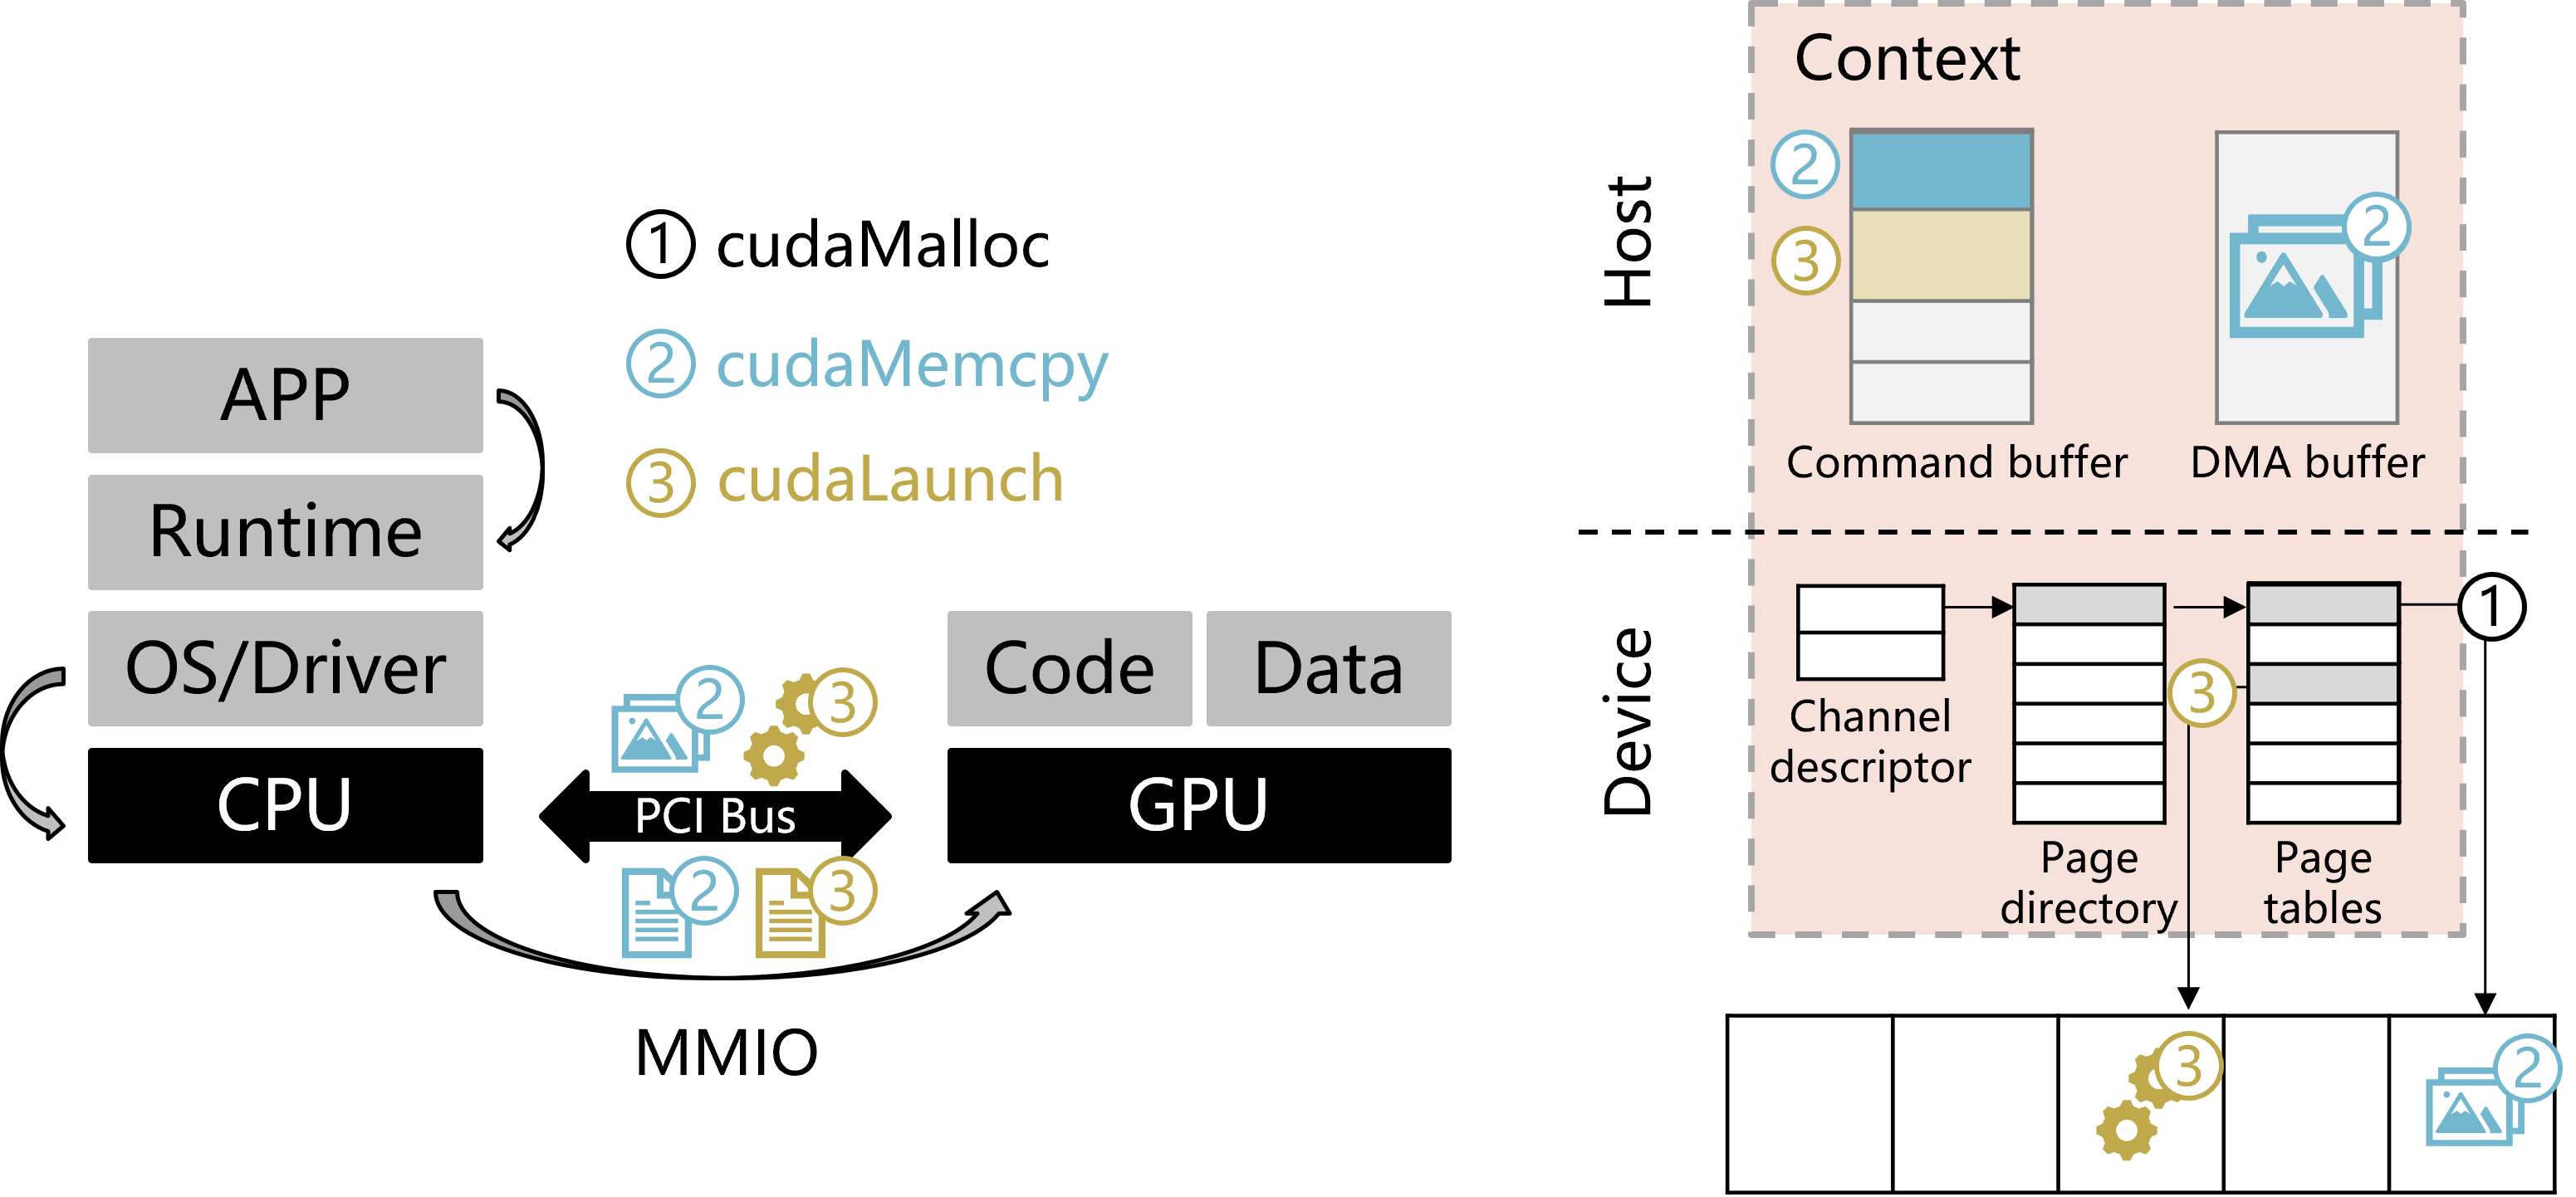 1 cudaMalloc
2 cudaMemcpy
3 cudaLaunch
APP
Runtime
OS/Driver
CPU
2 3
PCI Bus
2 3
MMIO
Code Data
GPU
Host
Context
2
3
2
Command buffer DMA buffer
Device
1
3
Channel
descriptor
Page
directory
Page
tables
3
2